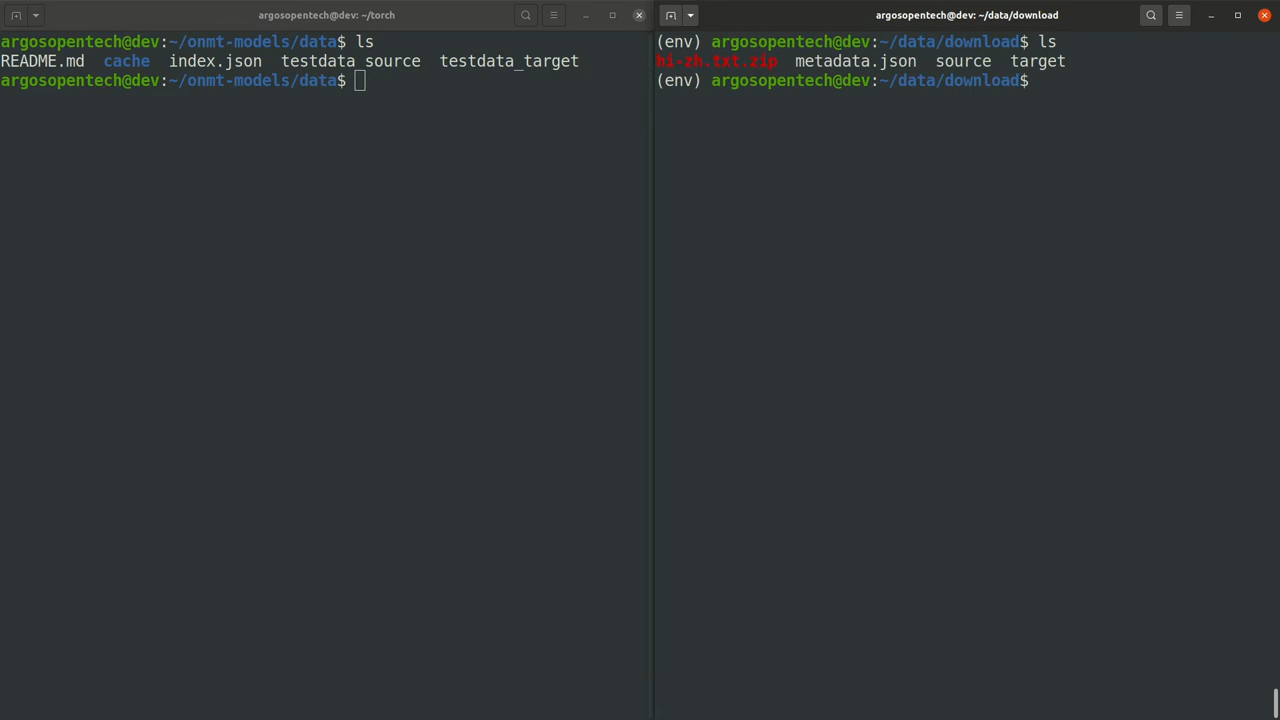 argosopentech@dev: ~/torch
argosopentech@dev:~/onmt-models/data$ ls
README.md cache index.json testdata_source testdata_target
argosopentech@dev:~/onmt-models/data$
argosopentech@dev: ~/data/download
(env) argosopentech@dev:~/data/download$ ls
hi-zh.txt.zip metadata.json source target
(env) argosopentech@dev:~/data/download$